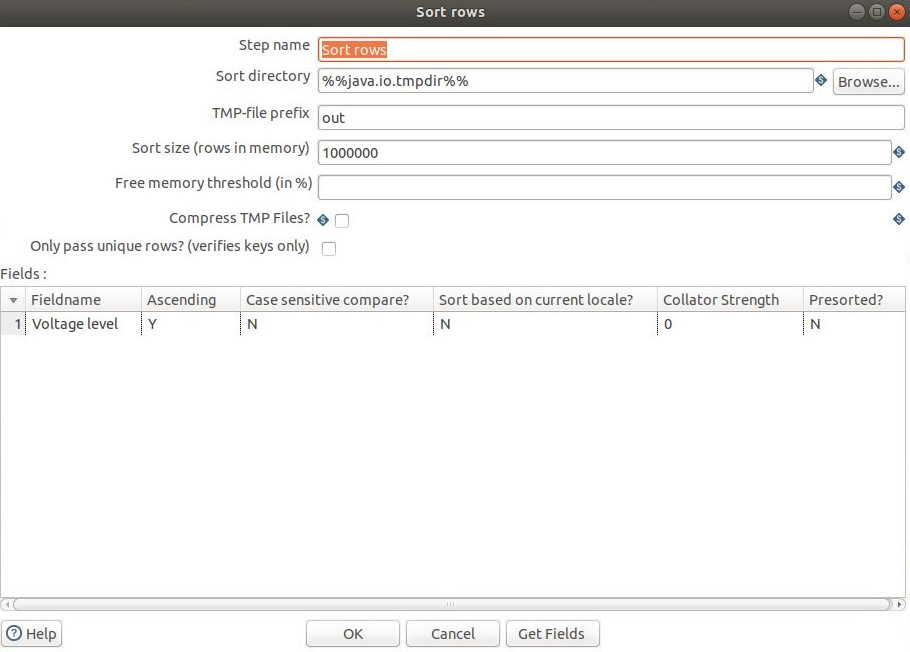 Sort rows
Step name Sort rows
Sort directory %%java.io.tmpdir%% Browse...
TMP-file prefix out
Sort size (rows in memory) 1000000
Free memory threshold (in %)
Compress TMP Files?
Only pass unique rows? (verifies keys only)
Fields :
Fieldname Ascending Case sensitive compare? Sort based on current locale? Collator Strength Presorted?
1 Voltage level Y N N 0 N
Help OK Cancel Get Fields